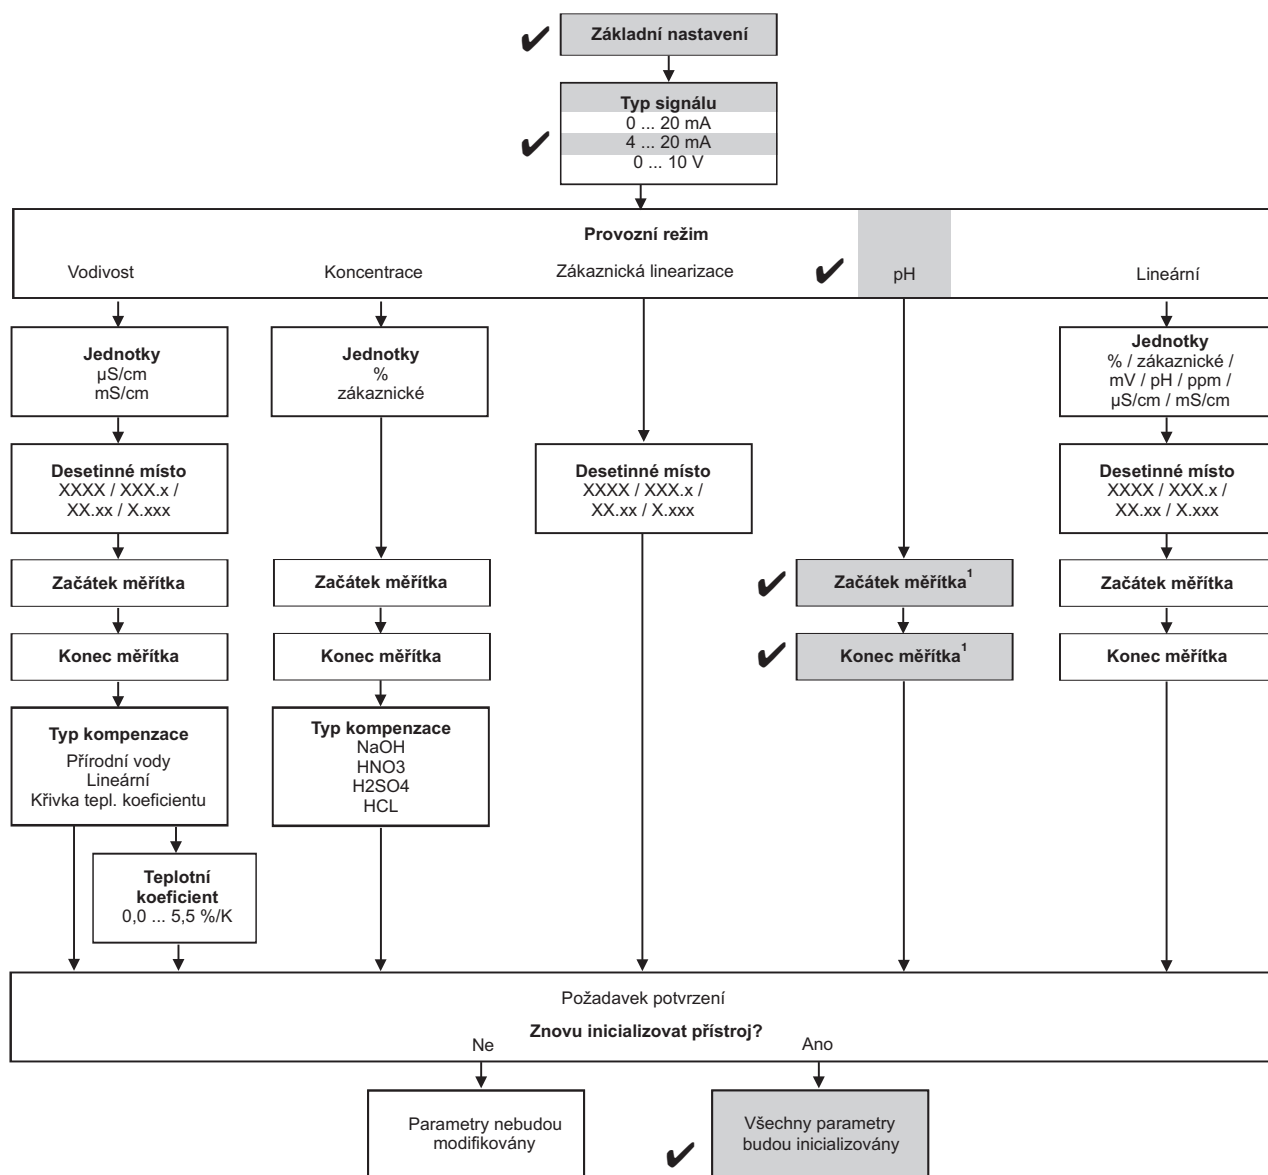 Základní nastavení
Typ signálu
0 ... 20 mA
4 ... 20 mA
0 ... 10 V
Provozní režim
Vodivost
Koncentrace
Zákaznická linearizace
pH
Lineární
Jednotky
µS/cm
mS/cm
Jednotky
%
zákaznické
Jednotky
% / zákaznické /
mV / pH / ppm /
µS/cm / mS/cm
Desetinné místo
XXXX / XXX.x /
XX.xx / X.xxx
Desetinné místo
XXXX / XXX.x /
XX.xx / X.xxx
Desetinné místo
XXXX / XXX.x /
XX.xx / X.xxx
Začátek měřítka
Začátek měřítka
Začátek měřítka¹
Začátek měřítka
Konec měřítka
Konec měřítka
Konec měřítka¹
Konec měřítka
Typ kompenzace
Přírodní vody
Lineární
Křivka tepl. koeficientu
Typ kompenzace
NaOH
HNO3
H2SO4
HCL
Teplotní
koeficient
0,0 ... 5,5 %/K
Požadavek potvrzení
Znovu inicializovat přístroj?
Ne
Ano
Parametry nebudou
modifikovány
Všechny parametry
budou inicializovány